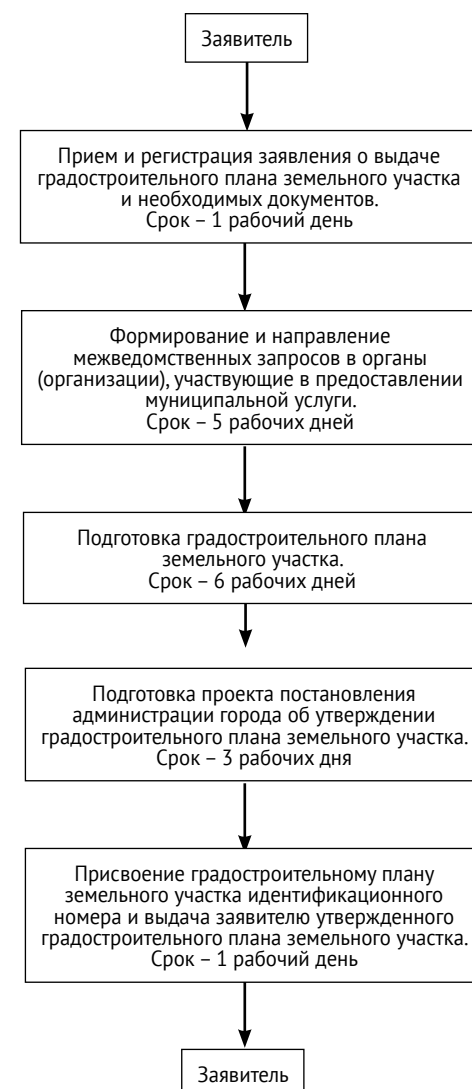 Заявитель
Прием и регистрация заявления о выдаче
градостроительного плана земельного участка
и необходимых документов.
Срок – 1 рабочий день
Формирование и направление
межведомственных запросов в органы
(организации), участвующие в предоставлении
муниципальной услуги.
Срок – 5 рабочих дней
Подготовка градостроительного плана
земельного участка.
Срок – 6 рабочих дней
Подготовка проекта постановления
администрации города об утверждении
градостроительного плана земельного участка.
Срок – 3 рабочих дня
Присвоение градостроительному плану
земельного участка идентификационного
номера и выдача заявителю утвержденного
градостроительного плана земельного участка.
Срок – 1 рабочий день
Заявитель